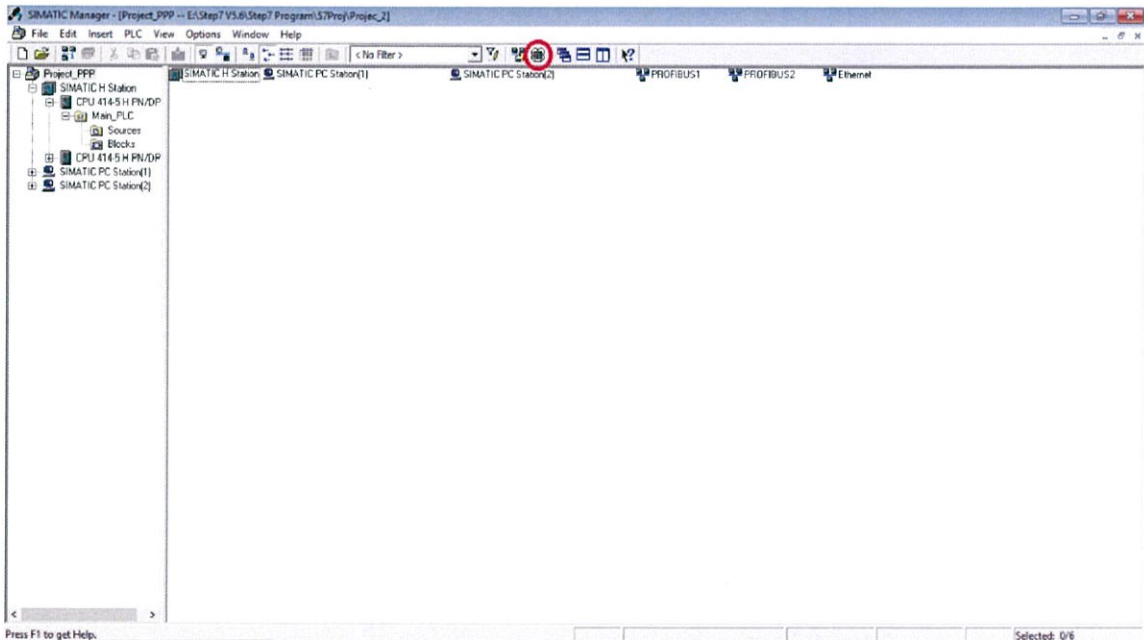 SIMATIC Manager - [Project_PPP -- E:\Step7 V5.6\Step7 Program\S7Proj\Projec_2]
File Edit Insert PLC View Options Window Help
< No Filter >
Project_PPP
SIMATIC H Station
CPU 414-5 H PN/DP
Main_PLC
Sources
Blocks
CPU 414-5 H PN/DP
SIMATIC PC Station(1)
SIMATIC PC Station(2)
SIMATIC H Station SIMATIC PC Station(1) SIMATIC PC Station(2) PROFIBUS1 PROFIBUS2 Ethernet
Press F1 to get Help. Selected: 0/6